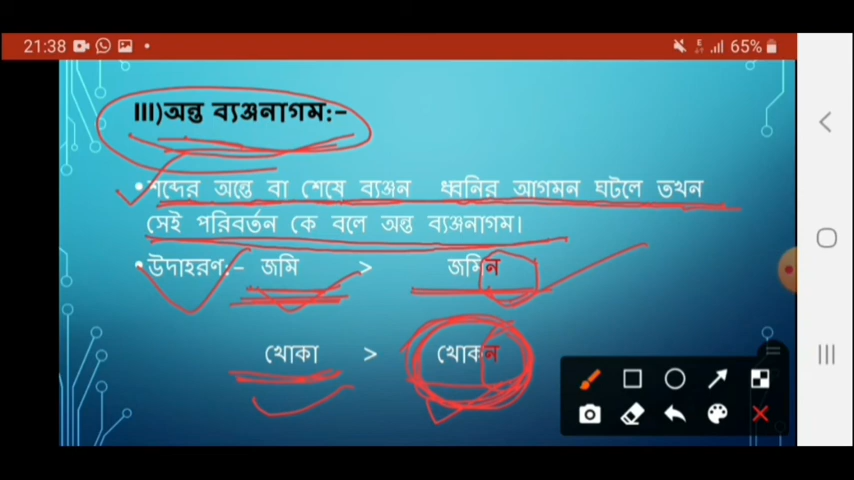 21:38
65%
III)অন্ত ব্যঞ্জনাগম:-
•শব্দের অন্তে বা শেষে ব্যঞ্জন ধ্বনির আগমন ঘটলে তখন
সেই পরিবর্তন কে বলে অন্ত ব্যঞ্জনাগম।
•উদাহরণ:- জমি > জমিন
খোকা > খোকন